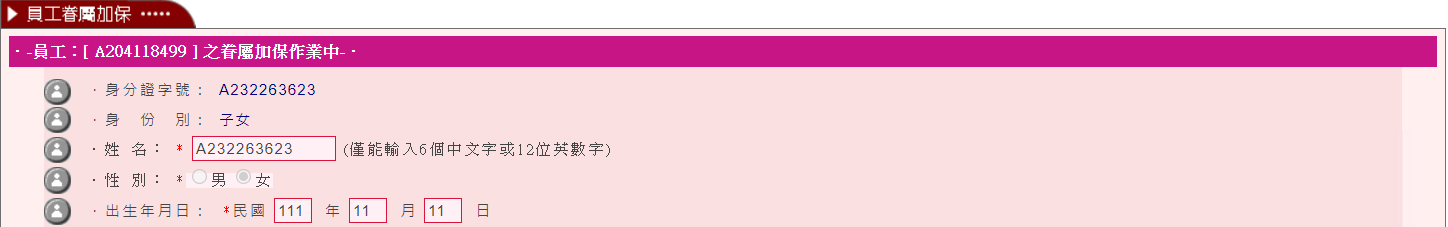 員工眷屬加保 •••••
‧-員工：[ A204118499 ] 之眷屬加保作業中-‧
‧身分證字號： A232263623
‧身 份 別： 子女
‧姓 名： * A232263623 (僅能輸入6個中文字或12位英數字)
‧性 別： * 男 女
‧出生年月日： *民國 111 年 11 月 11 日